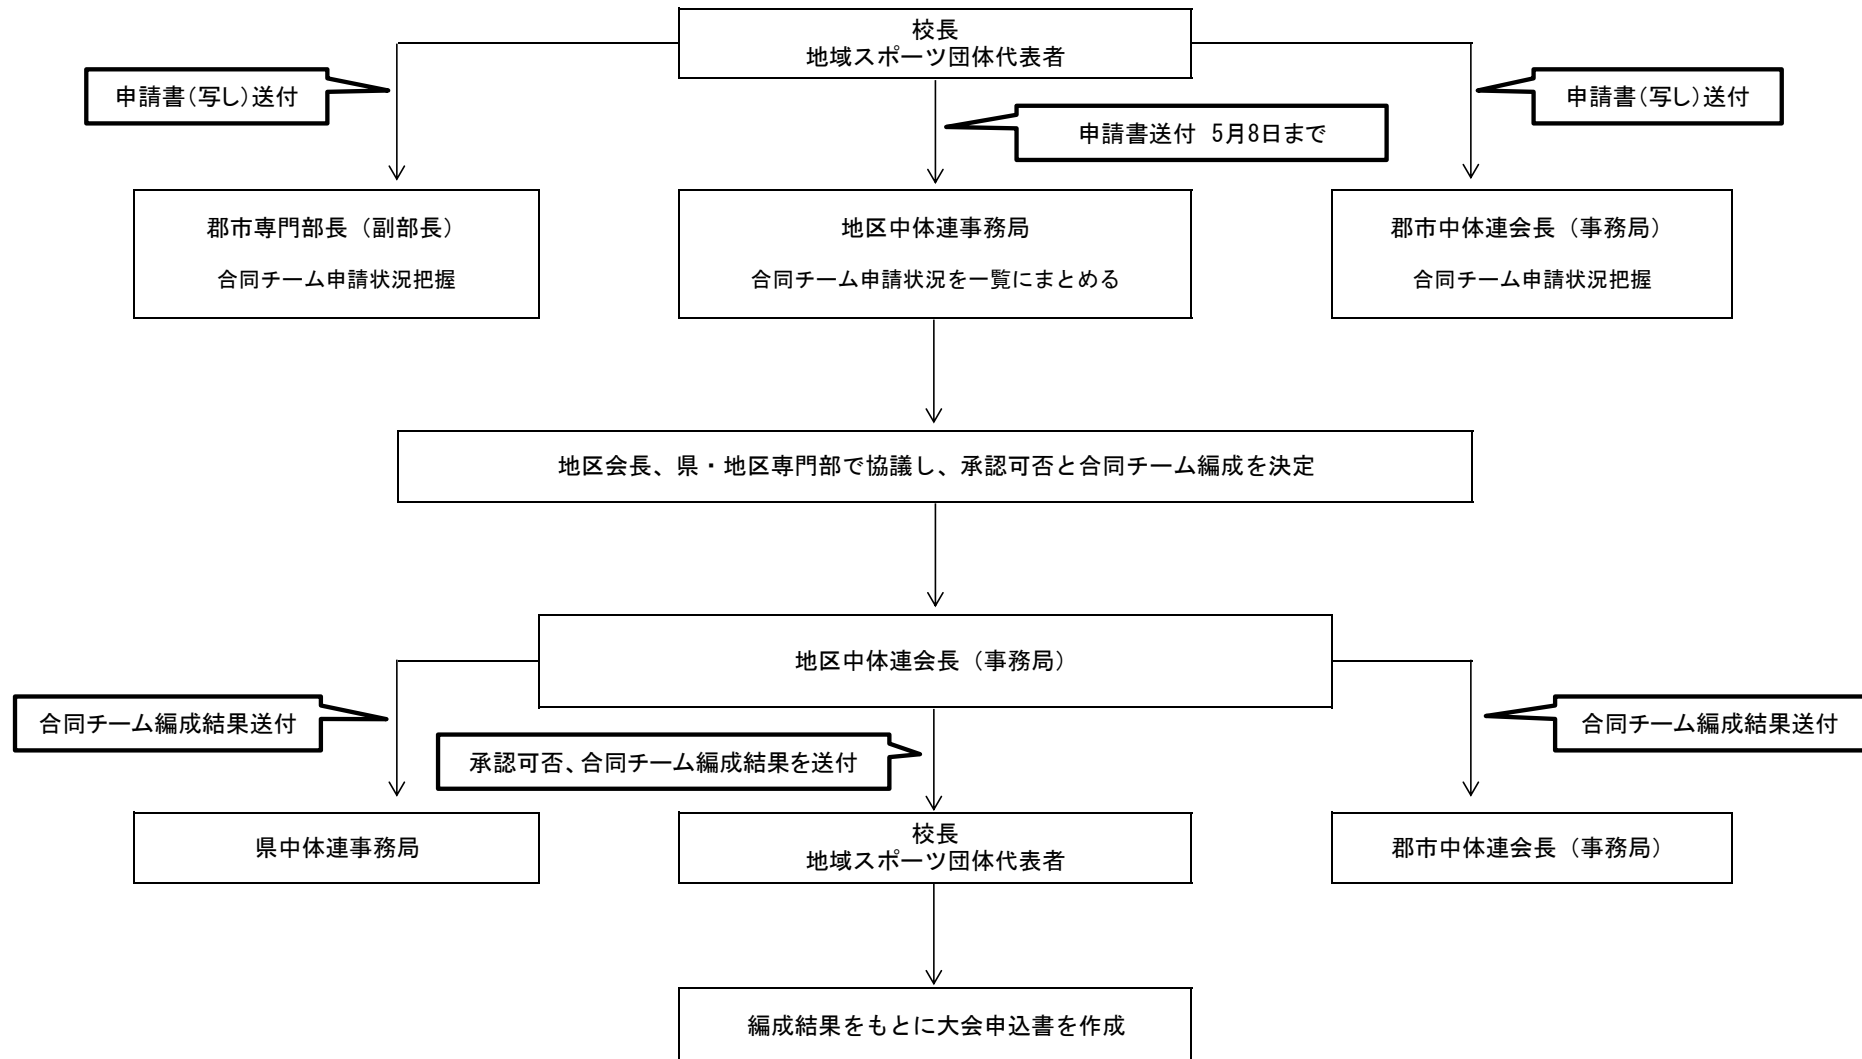 校長
地域スポーツ団体代表者
申請書(写し)送付
申請書送付 5月8日まで
申請書(写し)送付
郡市専門部長（副部長）
合同チーム申請状況把握
地区中体連事務局
合同チーム申請状況を一覧にまとめる
郡市中体連会長（事務局）
合同チーム申請状況把握
地区会長、県・地区専門部で協議し、承認可否と合同チーム編成を決定
地区中体連会長（事務局）
合同チーム編成結果送付
承認可否、合同チーム編成結果を送付
合同チーム編成結果送付
県中体連事務局
校長
地域スポーツ団体代表者
郡市中体連会長（事務局）
編成結果をもとに大会申込書を作成